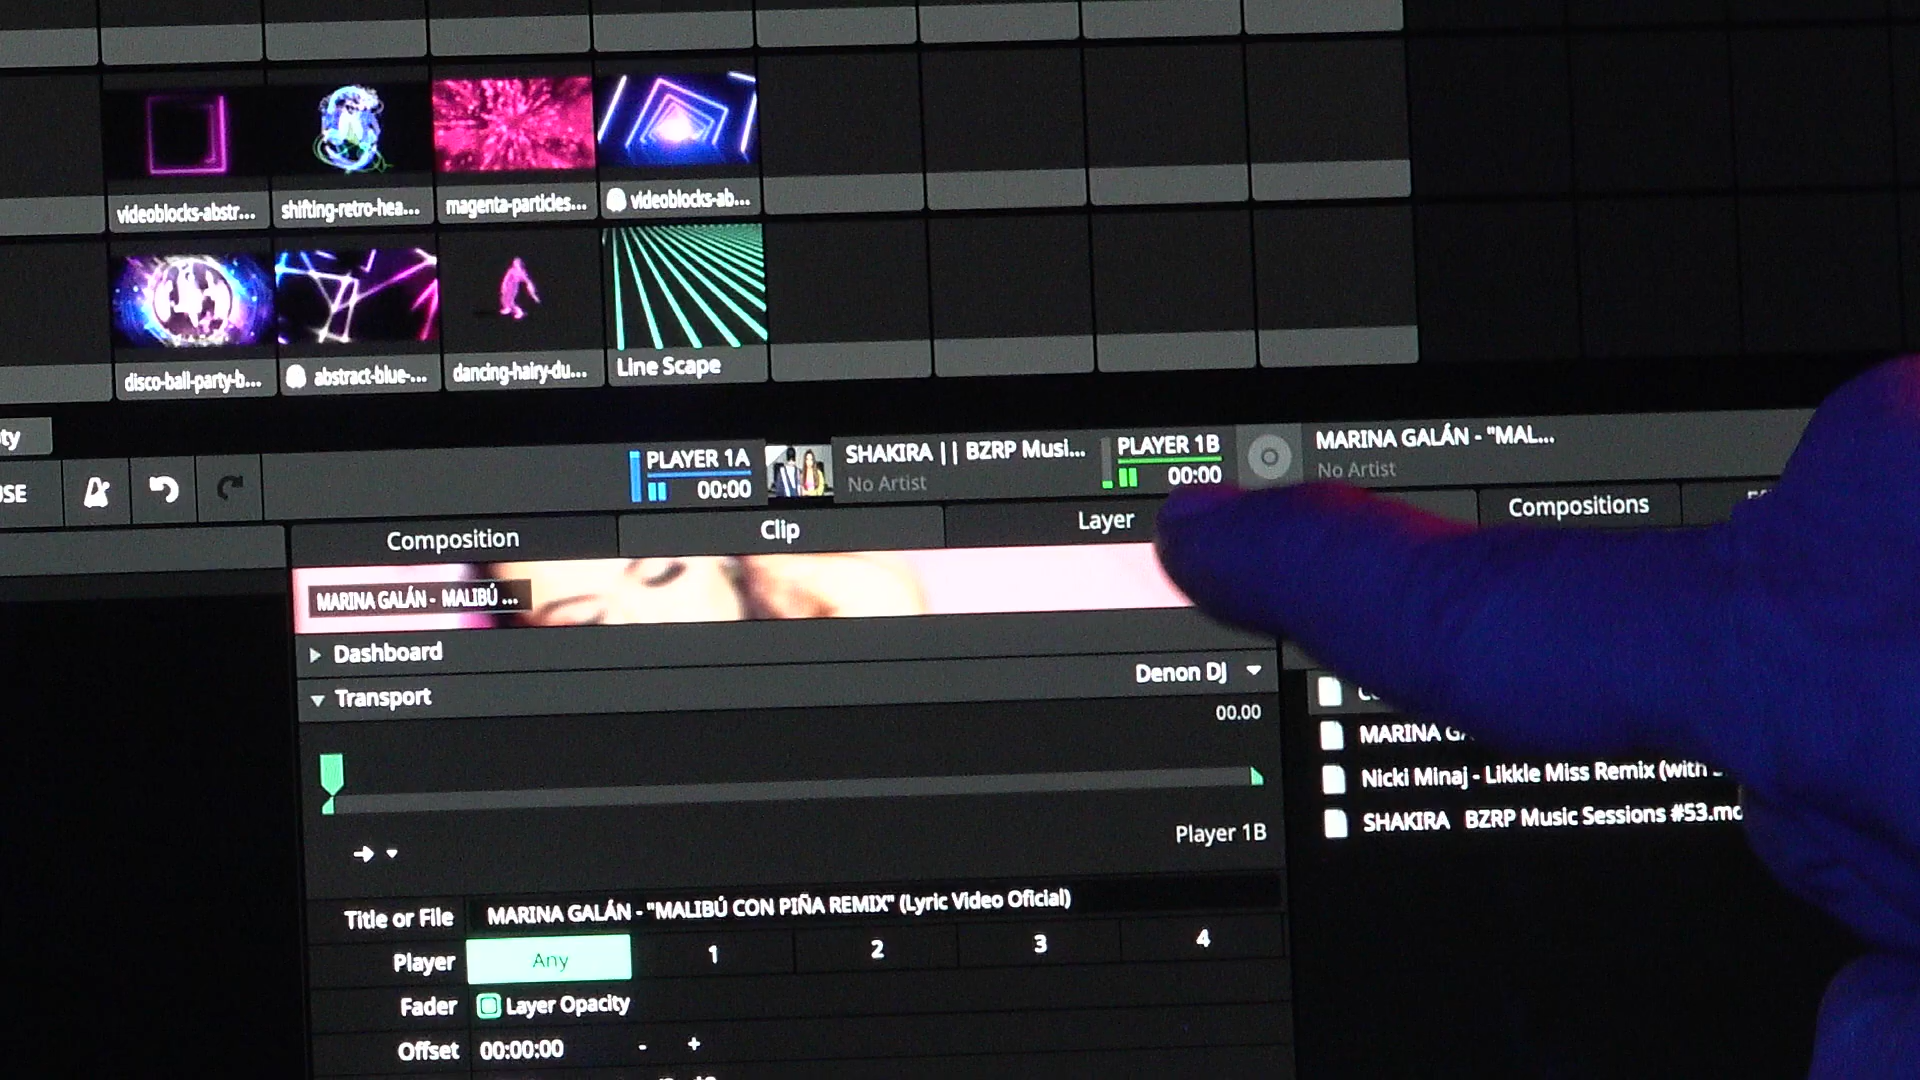 videoblocks-abstr...
shifting-retro-hea...
magenta-particles...
videoblocks-ab...
disco-ball-party-b...
abstract-blue-...
dancing-hairy-du...
Line Scape
PLAYER 1A
00:00
SHAKIRA || BZRP Musi...
No Artist
PLAYER 1B
00:00
MARINA GALÁN - "MAL...
No Artist
Composition
Clip
Layer
Compositions
MARINA GALÁN - MALIBÚ ...
Dashboard
Transport
Denon DJ
00.00
Player 1B
Title or File
MARINA GALÁN - "MALIBÚ CON PIÑA REMIX" (Lyric Video Oficial)
Player
Any
1
2
3
4
Fader
Layer Opacity
Offset
00:00:00
-
+
MARINA
Nicki Minaj - Likkle Miss Remix (with
SHAKIRA BZRP Music Sessions #53.mo